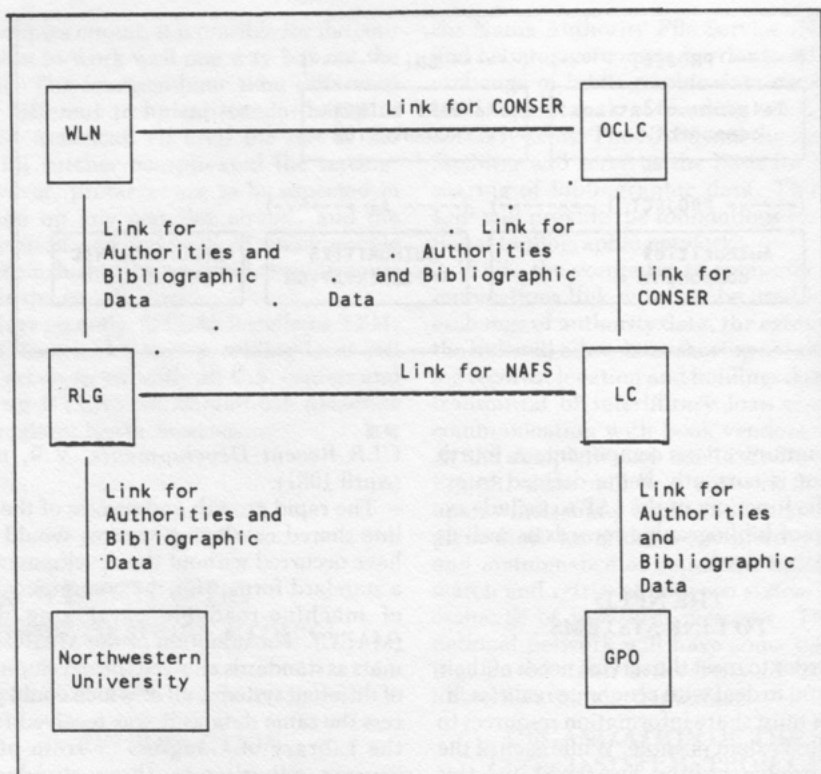 Link for CONSER
WLN
OCLC
Link for
Authorities and
Bibliographic
Data
Link for
Authorities
and Bibliographic
Data
Link for
CONSER
Link for NAFS
RLG
LC
Link for
Authorities and
Bibliographic
Data
Link for
Authorities
and
Bibliographic
Data
Northwestern
University
GPO